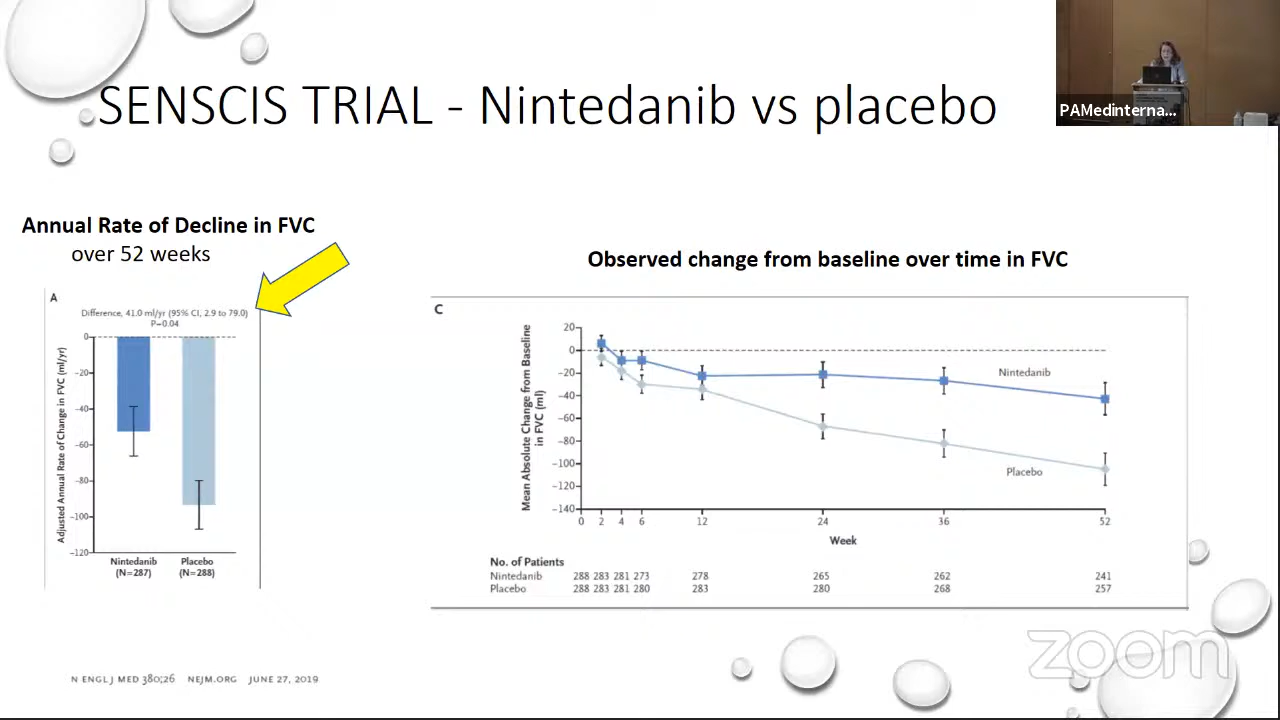 SENSCIS TRIAL - Nintedanib vs placebo
PAMedinterna...
Annual Rate of Decline in FVC
over 52 weeks
A
Difference, 41.0 ml/yr (95% CI, 2.9 to 79.0)
P=0.04
Adjusted Annual Rate of Change in FVC (ml/yr)
0
−20
−40
−60
−80
−100
−120
Nintedanib
(N=287)
Placebo
(N=288)
Observed change from baseline over time in FVC
C
Mean Absolute Change from Baseline
in FVC (ml)
20
0
−20
−40
−60
−80
−100
−120
−140
Nintedanib
Placebo
0 2 4 6 12 24 36 52
Week
No. of Patients
Nintedanib 288 283 281 273 278 265 262 241
Placebo 288 283 281 280 283 280 268 257
N ENGL J MED 380;26 NEJM.ORG JUNE 27, 2019
zoom